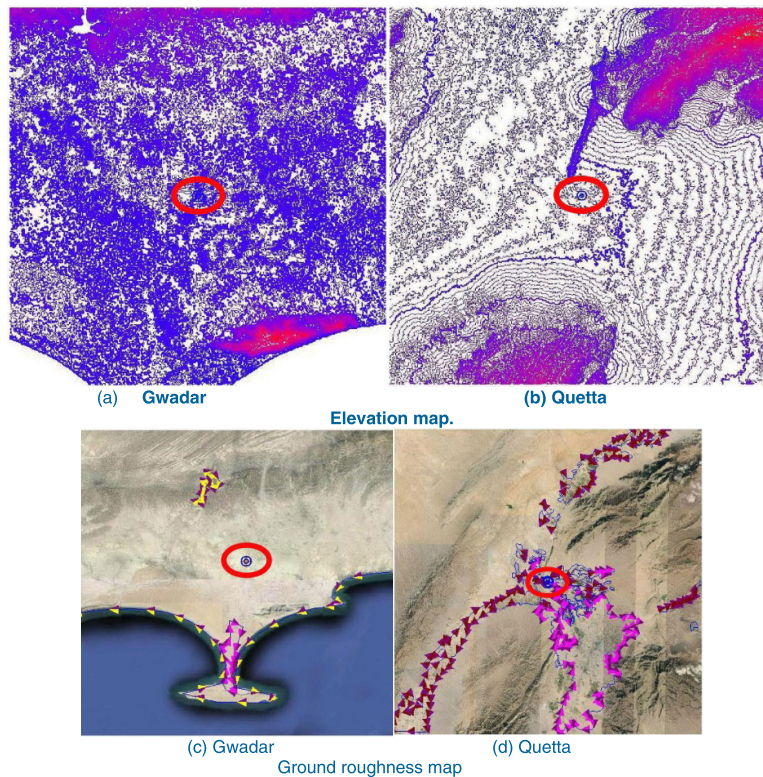 (a) Gwadar
(b) Quetta
Elevation map.
(c) Gwadar
(d) Quetta
Ground roughness map